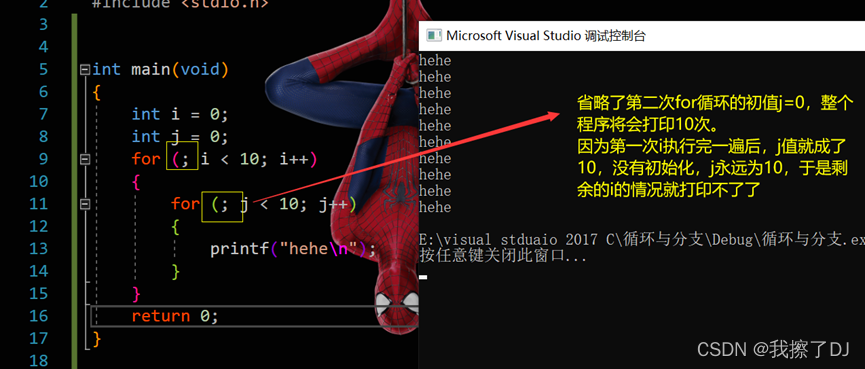 2 #include <stdio.h>
3
4
5 int main(void)
6 {
7 int i = 0;
8 int j = 0;
9 for (; i < 10; i++)
10 {
11 for (; j < 10; j++)
12 {
13 printf("hehe\n");
14 }
15 }
16 return 0;
17 }
18
Microsoft Visual Studio 调试控制台
hehe
hehe
hehe
hehe
hehe
hehe
hehe
hehe
hehe
hehe
E:\visual stduaio 2017 C\循环与分支\Debug\循环与分支.ex
按任意键关闭此窗口...
省略了第二次for循环的初值j=0，整个
程序将会打印10次。
因为第一次i执行完一遍后，j值就成了
10，没有初始化，j永远为10，于是剩
余的i的情况就打印不了了
CSDN @我擦了DJ